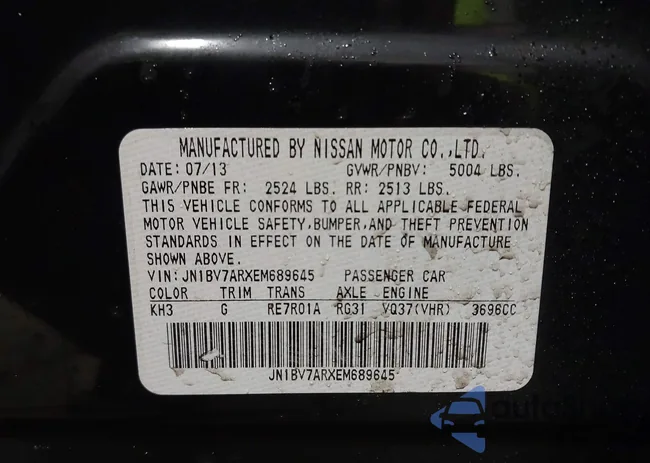 MANUFACTURED BY NISSAN MOTOR CO.,LTD.
DATE: 07/13 GVWR/PNBV: 5004 LBS.
GAWR/PNBE FR: 2524 LBS. RR: 2513 LBS.
THIS VEHICLE CONFORMS TO ALL APPLICABLE FEDERAL
MOTOR VEHICLE SAFETY,BUMPER,AND THEFT PREVENTION
STANDARDS IN EFFECT ON THE DATE OF MANUFACTURE
SHOWN ABOVE.
VIN:JN1BV7ARXEM689645 PASSENGER CAR
COLOR TRIM TRANS AXLE ENGINE
KH3 G RE7R01A RG31 VQ37(VHR) 3696CC
JN1BV7ARXEM689645